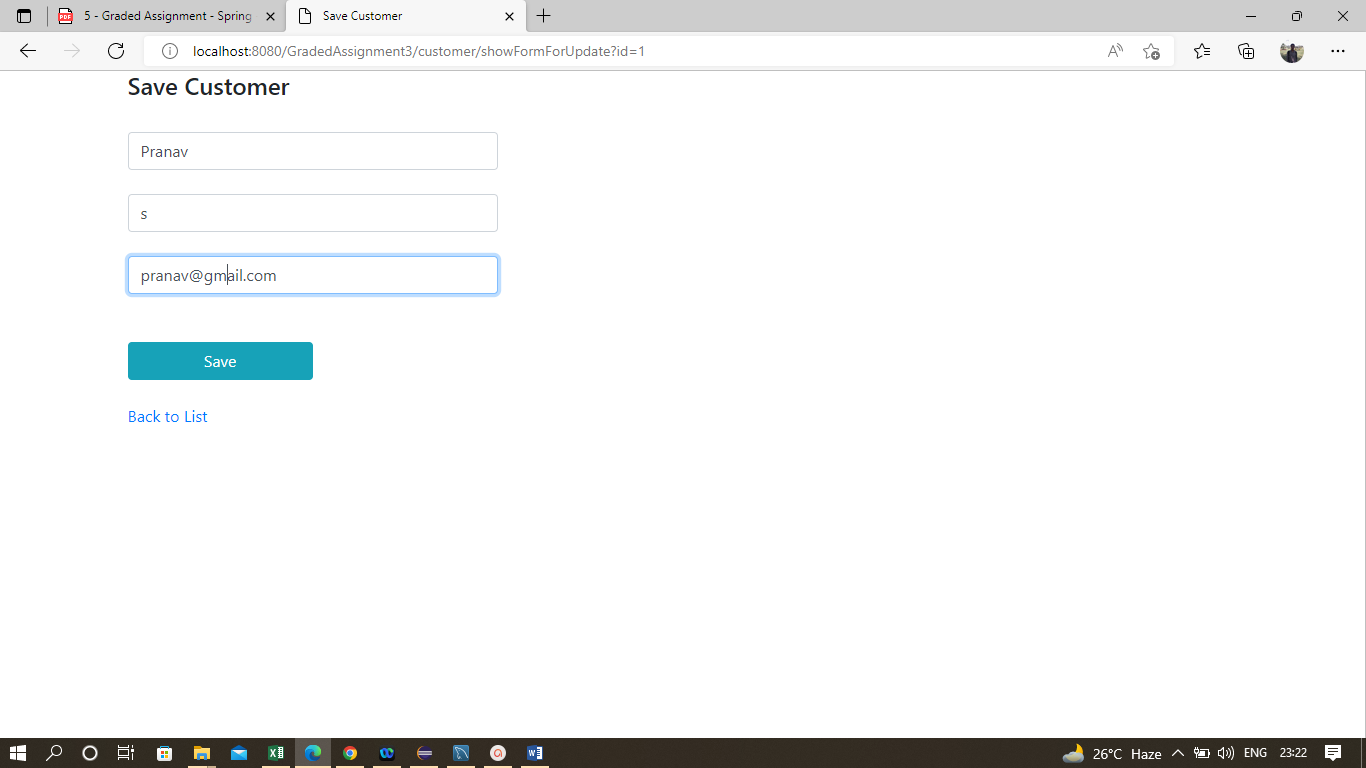 5 - Graded Assignment - Spring
Save Customer
localhost:8080/GradedAssignment3/customer/showFormForUpdate?id=1
Save Customer
Pranav
s
pranav@gmail.com
Save
Back to List
26°C Haze
ENG
23:22